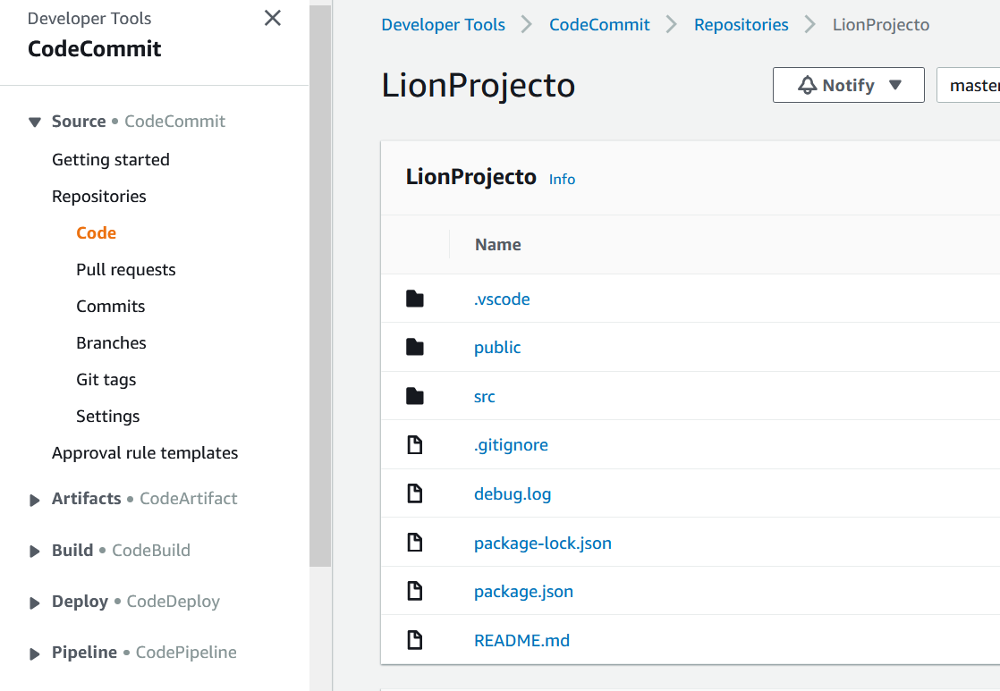 Developer Tools
CodeCommit
Source • CodeCommit
Getting started
Repositories
Code
Pull requests
Commits
Branches
Git tags
Settings
Approval rule templates
Artifacts • CodeArtifact
Build • CodeBuild
Deploy • CodeDeploy
Pipeline • CodePipeline
Developer Tools > CodeCommit > Repositories > LionProjecto
LionProjecto
Notify
master
LionProjecto Info
Name
.vscode
public
src
.gitignore
debug.log
package-lock.json
package.json
README.md